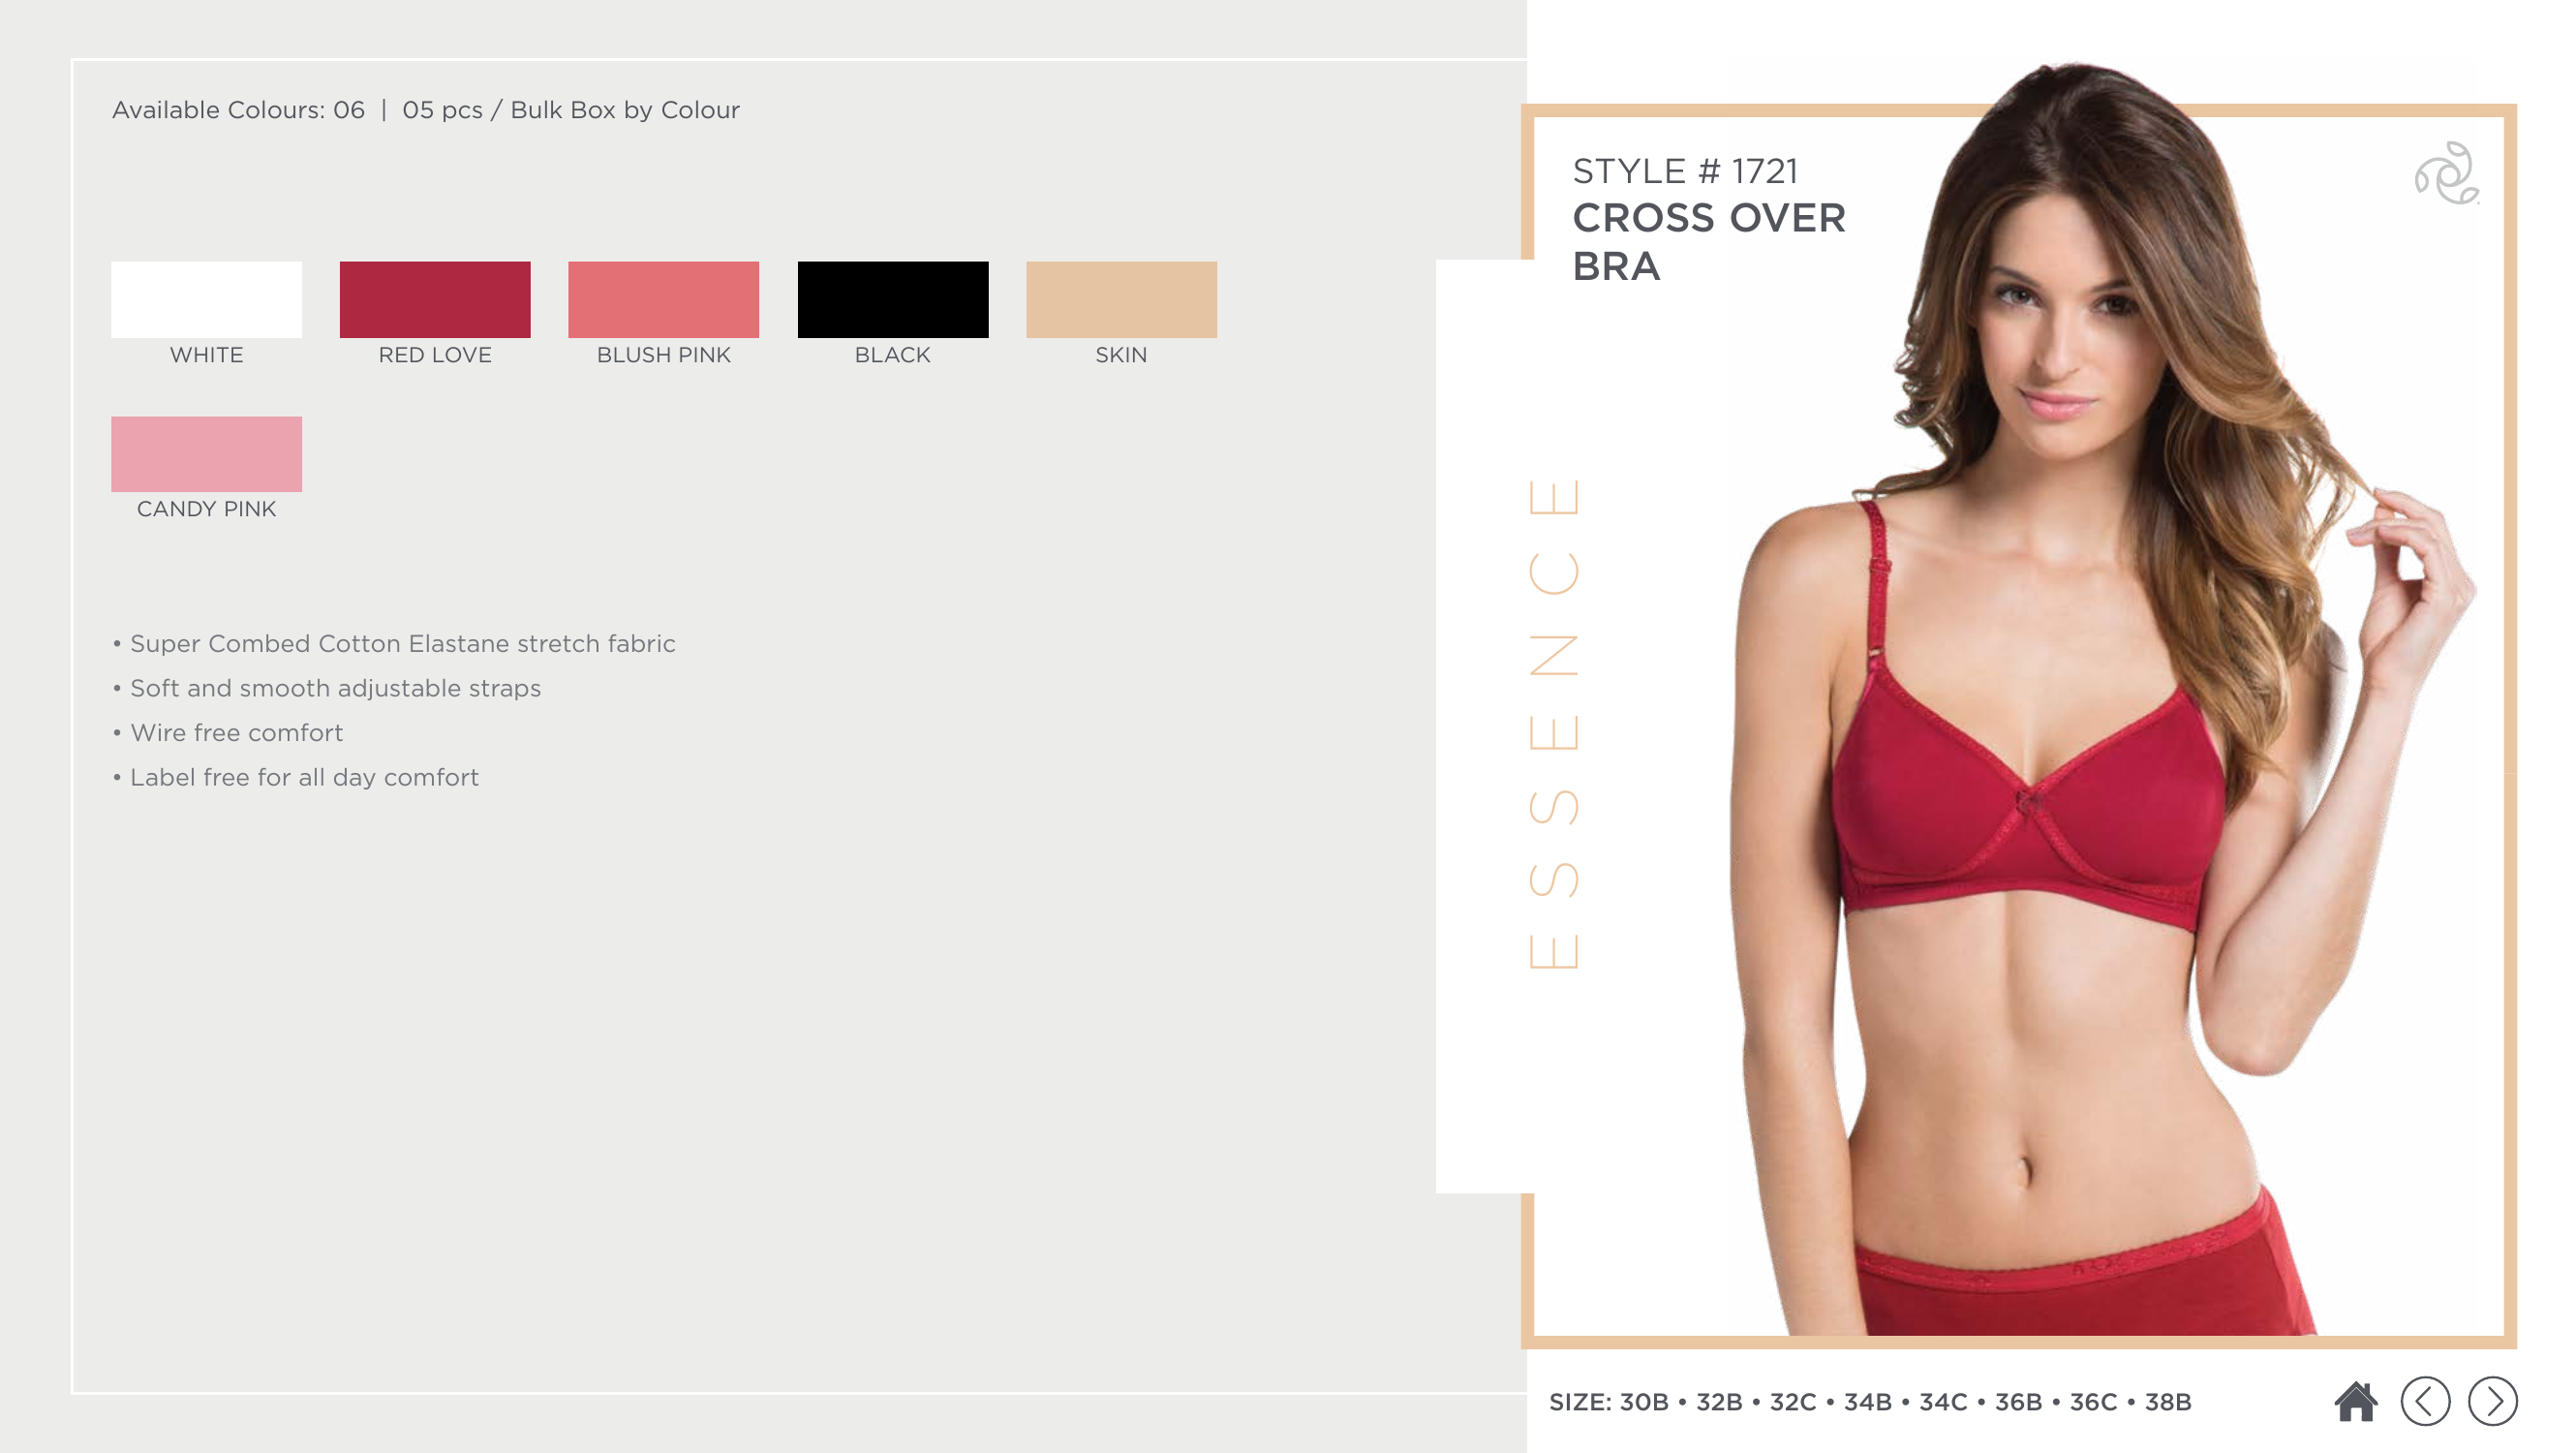 Available Colours: 06 | 05 pcs / Bulk Box by Colour
WHITE
RED LOVE
BLUSH PINK
BLACK
SKIN
CANDY PINK
• Super Combed Cotton Elastane stretch fabric
• Soft and smooth adjustable straps
• Wire free comfort
• Label free for all day comfort
STYLE # 1721
CROSS OVER
BRA
ESSENCE
SIZE: 30B • 32B • 32C • 34B • 34C • 36B • 36C • 38B